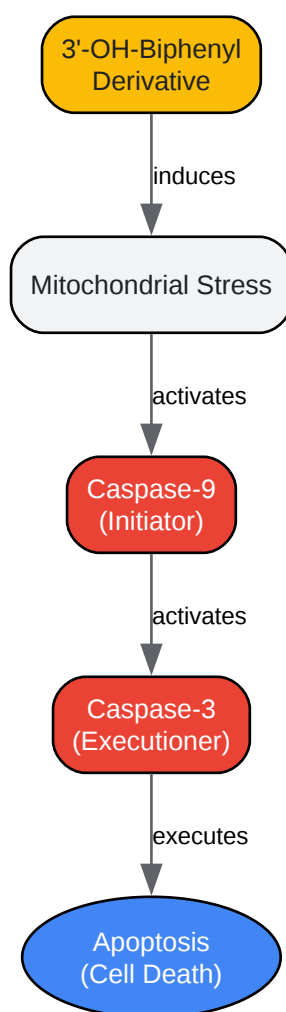 3'-OH-Biphenyl
Derivative
induces
Mitochondrial Stress
activates
Caspase-9
(Initiator)
activates
Caspase-3
(Executioner)
executes
Apoptosis
(Cell Death)